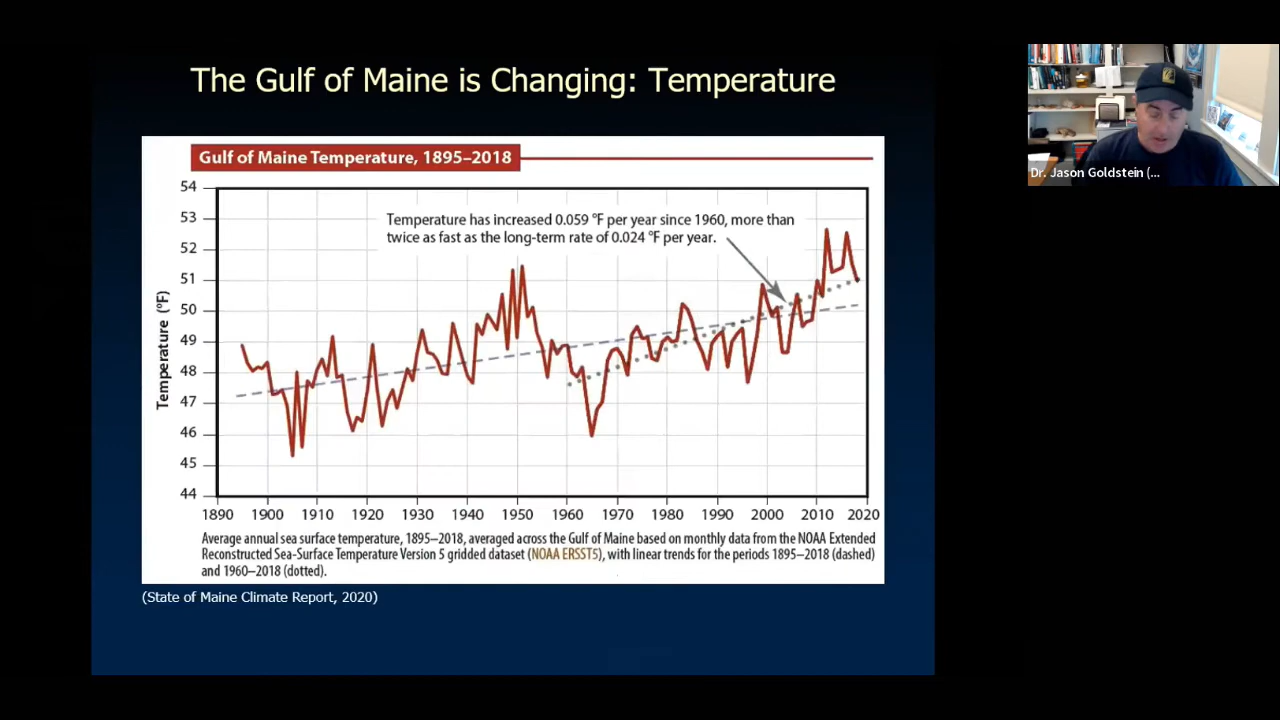 The Gulf of Maine is Changing: Temperature
Gulf of Maine Temperature, 1895–2018
54
53
52
51
50
49
48
47
46
45
44
Temperature (°F)
Temperature has increased 0.059 °F per year since 1960, more than
twice as fast as the long-term rate of 0.024 °F per year.
1890 1900 1910 1920 1930 1940 1950 1960 1970 1980 1990 2000 2010 2020
Average annual sea surface temperature, 1895–2018, averaged across the Gulf of Maine based on monthly data from the NOAA Extended
Reconstructed Sea-Surface Temperature Version 5 gridded dataset (NOAA ERSST5), with linear trends for the periods 1895–2018 (dashed)
and 1960–2018 (dotted).
(State of Maine Climate Report, 2020)
Dr. Jason Goldstein (...